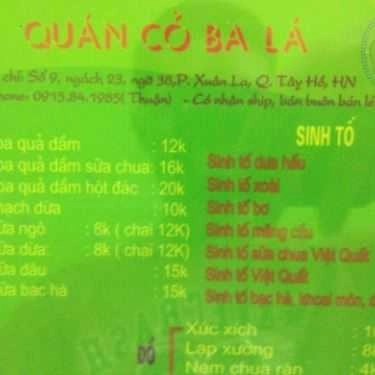 QUÁN CỎ BA LÁ
chỉ: Số 9, ngách 23, ngõ 38, P. Xuân La, Q. Tây Hồ, HN
hone: 0915.84.1985( Thuận) - Có nhận ship, bán buôn bán lẻ
SINH TỐ
oa quả dầm : 12k
oa quả dầm sữa chua: 16k
oa quả dầm hột đác : 20k
hạch dừa : 10k
ữa ngô : 8k ( chai 12K)
ữa dừa: : 8k ( chai 12K)
ữa dâu : 15k
ữa bạc hà : 15k
Sinh tố dưa hấu
Sinh tố xoài
Sinh tố bơ
Sinh tố mãng cầu
Sinh tố sữa chua Việt Quất
Sinh tố Việt Quất
Sinh tố bạc hà, khoai môn,
ĐỒ
Xúc xích
Lạp xưởng
Nem chua rán